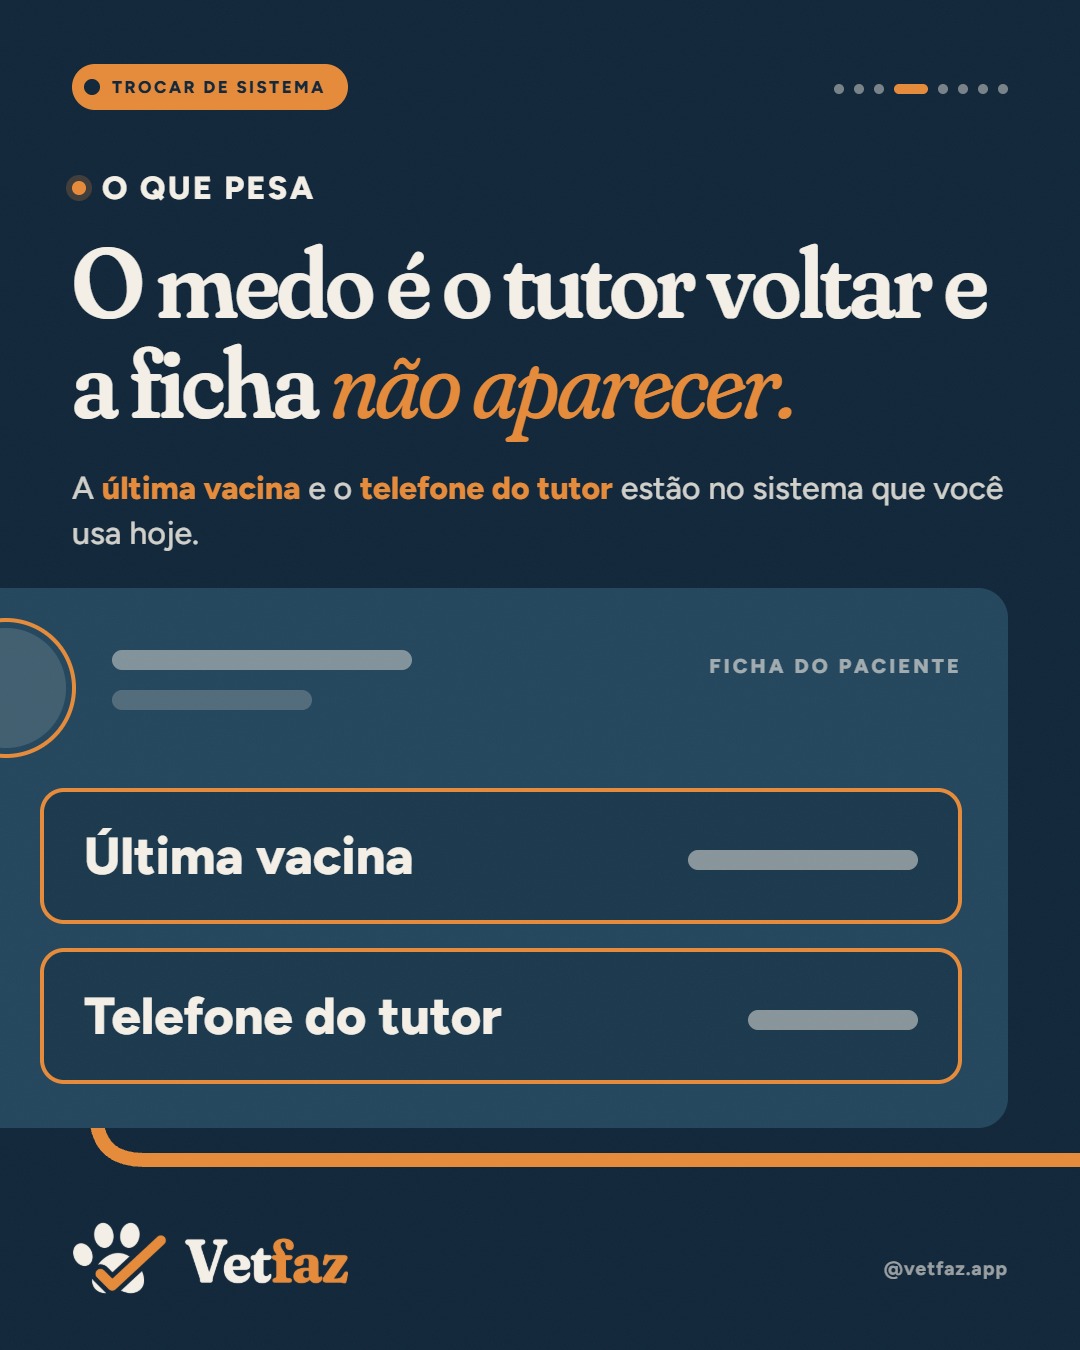 TROCAR DE SISTEMA
O QUE PESA
O medo é o tutor voltar e
a ficha não aparecer.
A última vacina e o telefone do tutor estão no sistema que você
usa hoje.
FICHA DO PACIENTE
Última vacina
Telefone do tutor
Vetfaz
@vetfaz.app